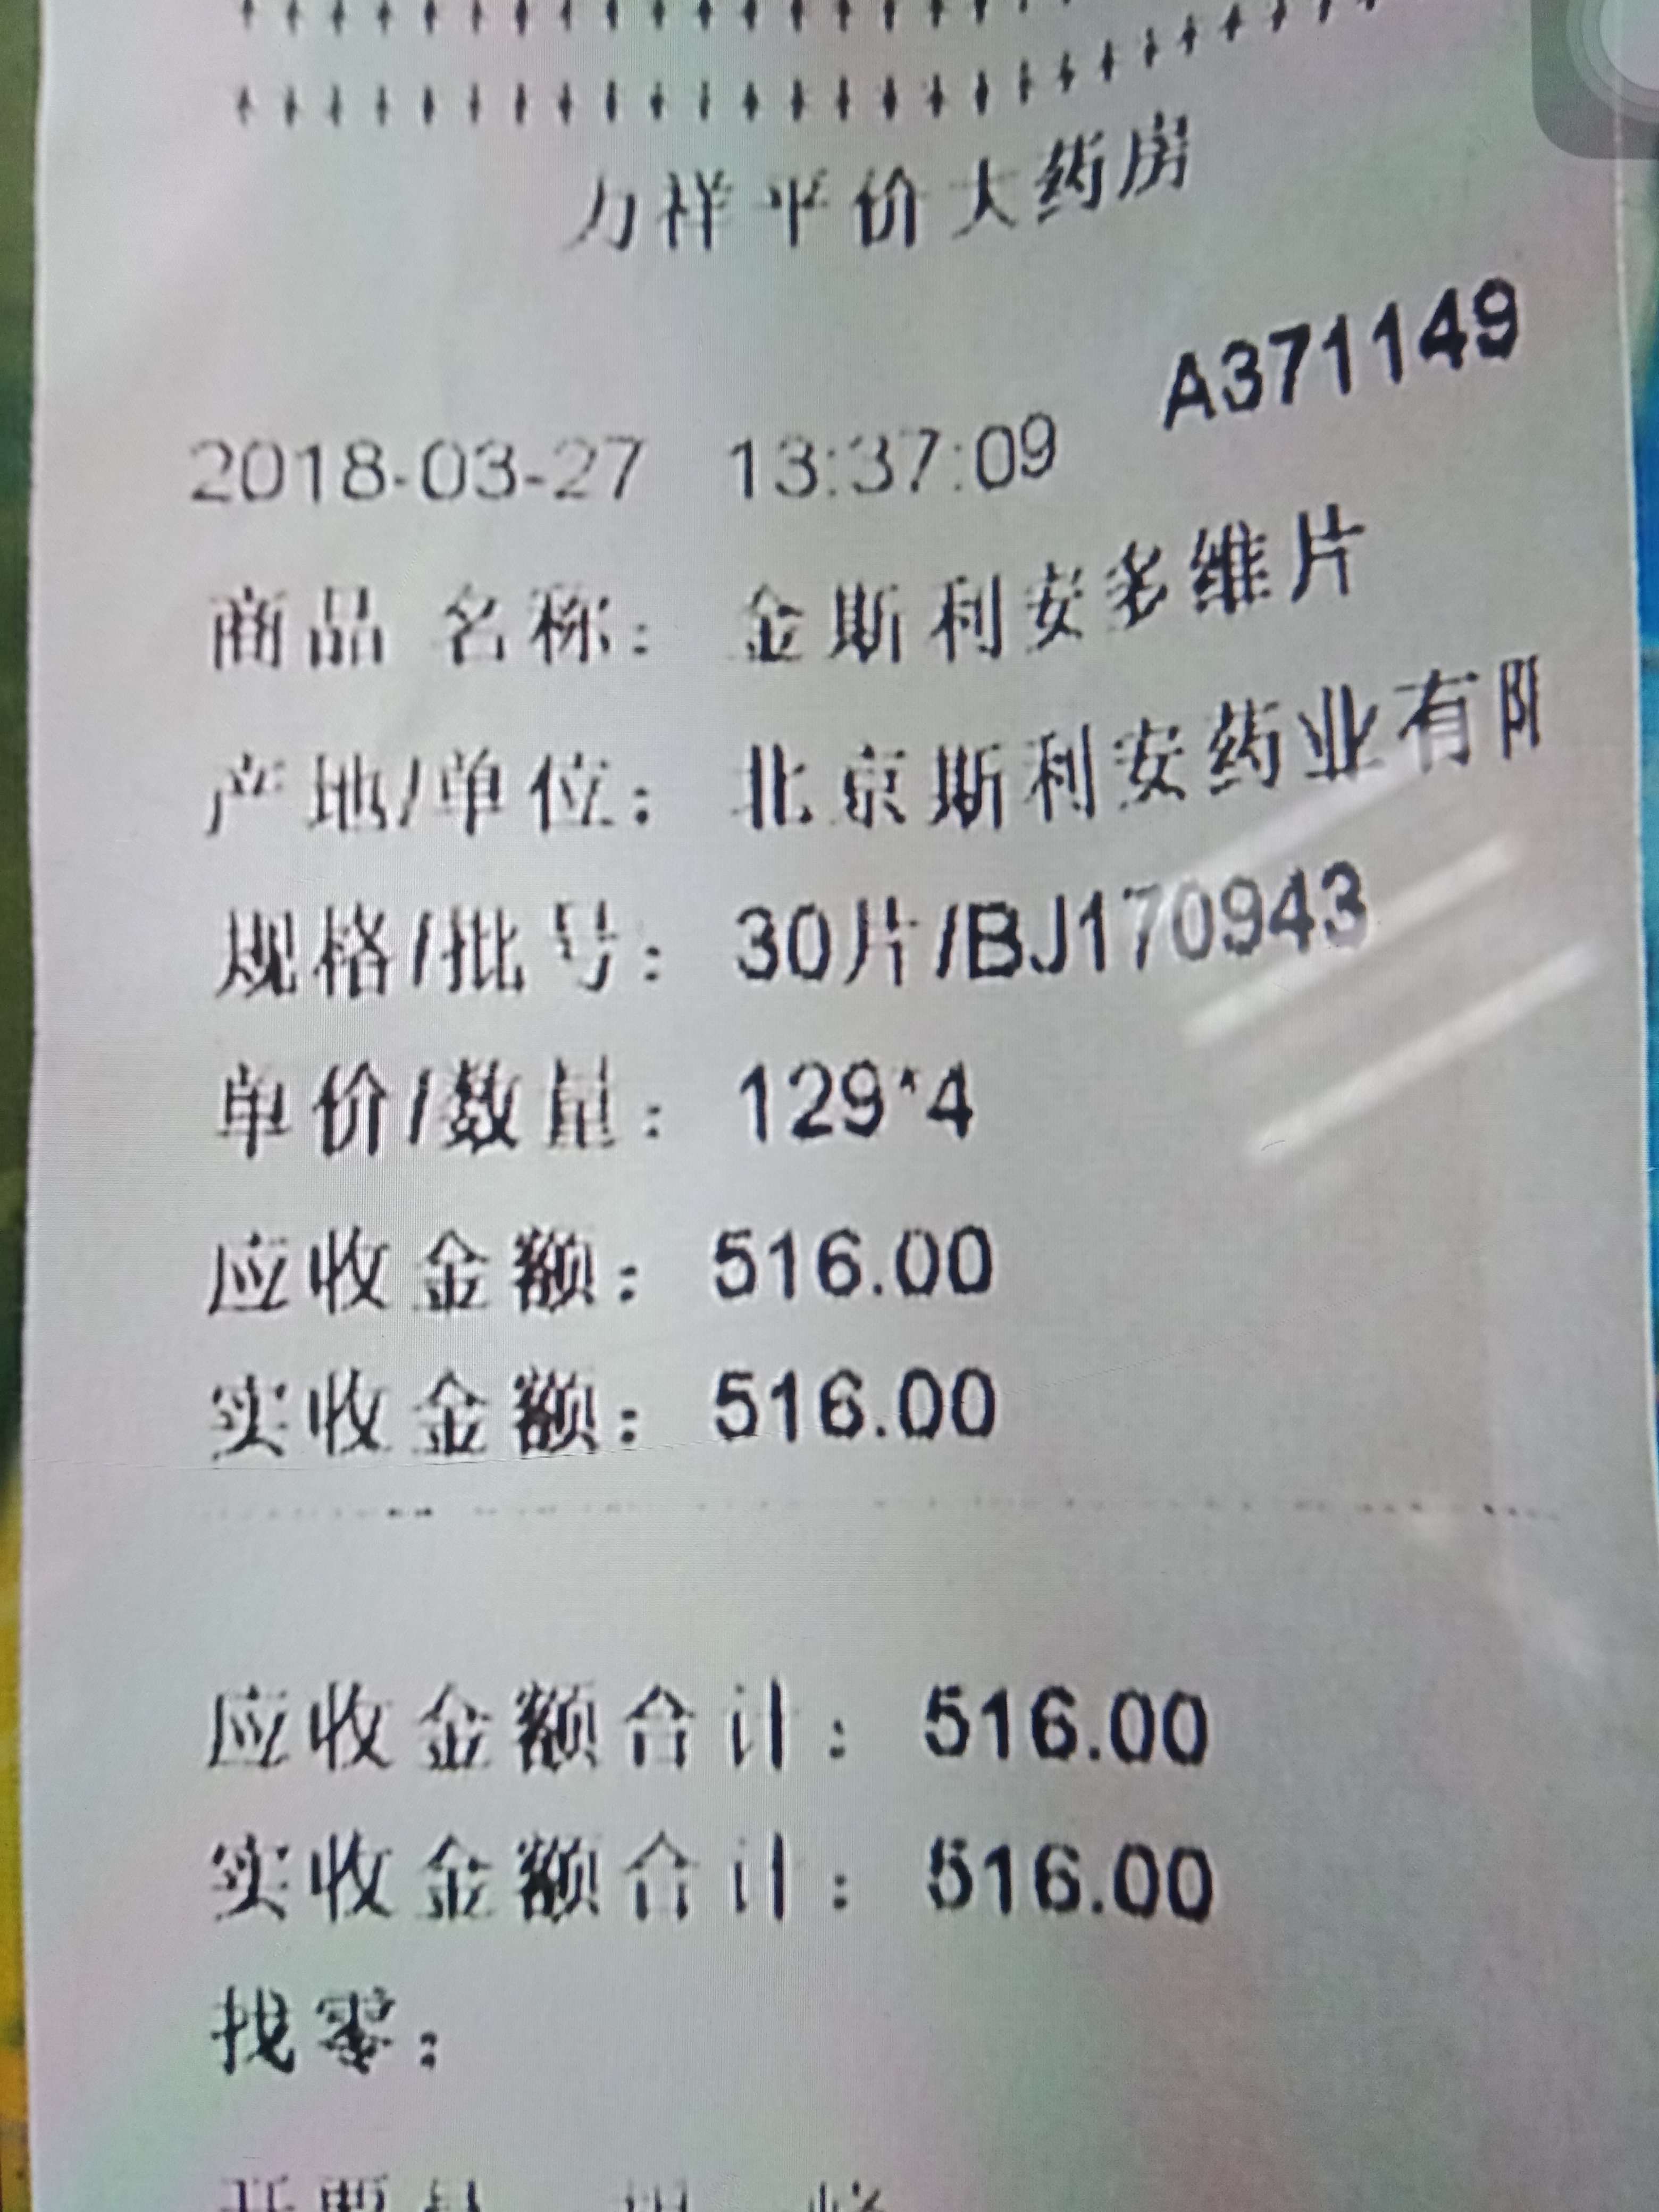 万祥平价大药房
A371149
2018-03-27 13:37:09
商品 名称: 金斯利安多维片
产地/单位: 北京斯利安药业有限
规格/批号: 30片/BJ170943
单价/数量: 129*4
应收金额: 516.00
实收金额: 516.00
应收金额合计: 516.00
实收金额合计: 516.00
找零: